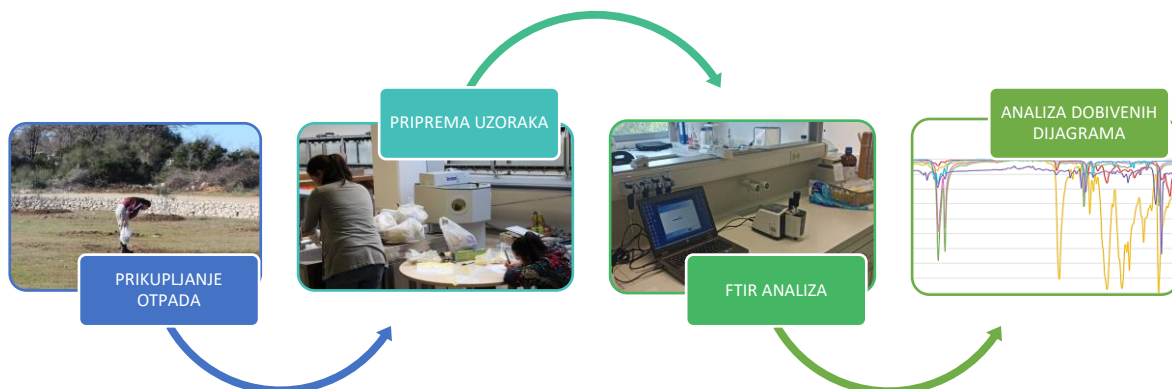 PRIKUPLJANJE
OTPADA
PRIPREMA UZORAKA
FTIR ANALIZA
ANALIZA DOBIVENIH
DIJAGRAMA